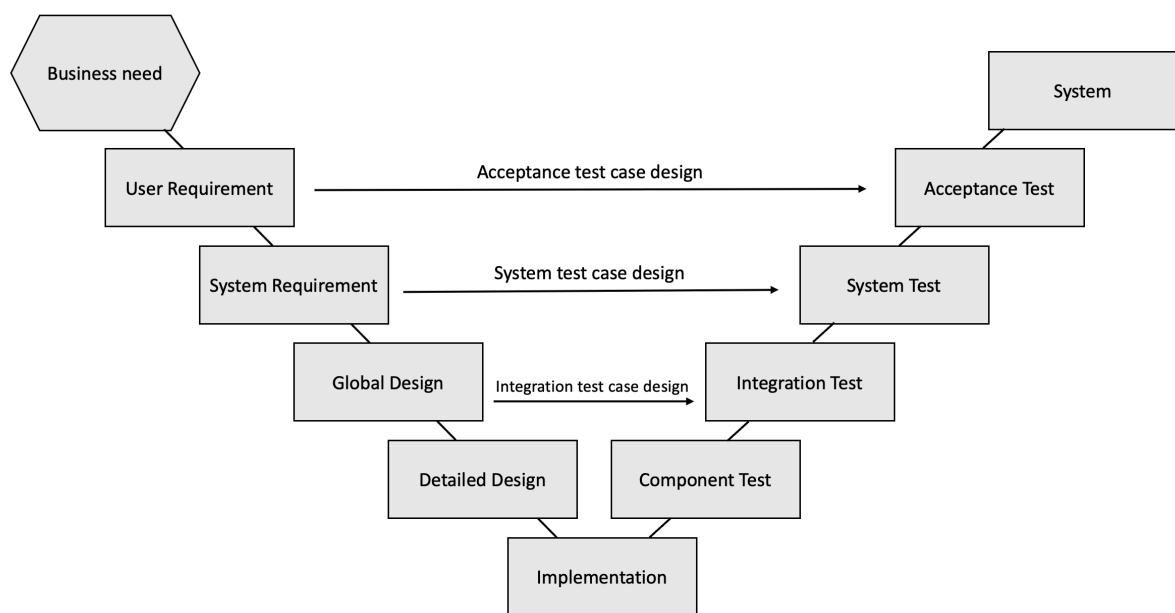 Business need
System
User Requirement
Acceptance test case design
Acceptance Test
System Requirement
System test case design
System Test
Global Design
Integration test case design
Integration Test
Detailed Design
Component Test
Implementation